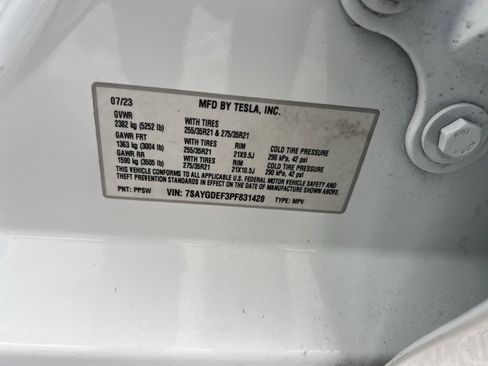 07/23 MFD BY TESLA, INC.
GVWR
2382 kg (5252 lb) WITH TIRES 255/35R21 & 275/35R21
GAWR FRT
1363 kg (3004 lb) WITH TIRES 255/35R21 RIM 21X9.5J COLD TIRE PRESSURE 290 kPa, 42 psi
GAWR RR
1590 kg (3505 lb) WITH TIRES 275/35R21 RIM 21X10.5J COLD TIRE PRESSURE 290 kPa, 42 psi
THIS VEHICLE CONFORMS TO ALL APPLICABLE U.S. FEDERAL MOTOR VEHICLE SAFETY AND
THEFT PREVENTION STANDARDS IN EFFECT ON THE DATE OF MANUFACTURE SHOWN ABOVE.
PNT: PPSW VIN: 7SAYGDEF3PF831428 TYPE: MPV